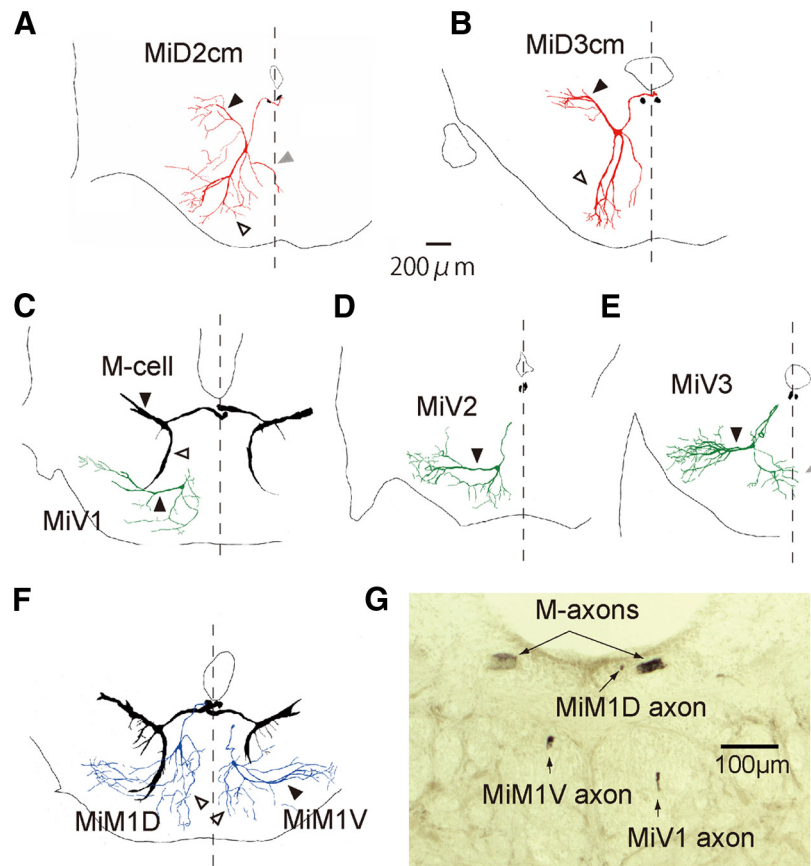 A
MiD2cm
B
MiD3cm
200 μm
C
M-cell
MiV1
D
MiV2
E
MiV3
F
MiM1D
MiM1V
G
M-axons
MiM1D axon
MiM1V axon
100μm
MiV1 axon